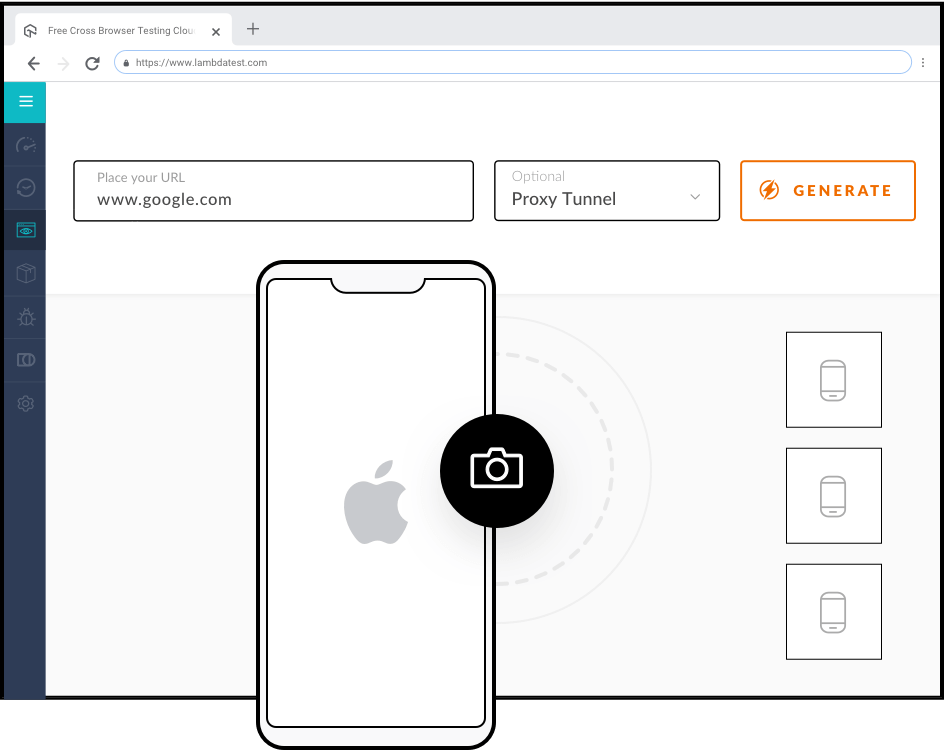 Free Cross Browser Testing Clou
https://www.lambdatest.com
Place your URL
www.google.com
Optional
Proxy Tunnel
GENERATE